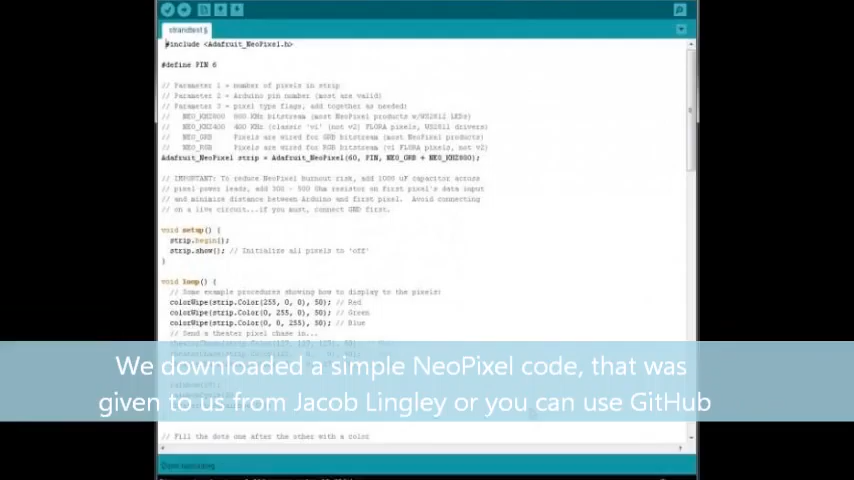 strandtest §
#include <Adafruit_NeoPixel.h>
#define PIN 6
// Parameter 1 = number of pixels in strip
// Parameter 2 = Arduino pin number (most are valid)
// Parameter 3 = pixel type flags, add together as needed:
//   NEO_KHZ800  800 KHz bitstream (most NeoPixel products w/WS2812 LEDs)
//   NEO_KHZ400  400 KHz (classic 'v1' (not v2) FLORA pixels, WS2811 drivers)
//   NEO_GRB     Pixels are wired for GRB bitstream (most NeoPixel products)
//   NEO_RGB     Pixels are wired for RGB bitstream (v1 FLORA pixels, not v2)
Adafruit_NeoPixel strip = Adafruit_NeoPixel(60, PIN, NEO_GRB + NEO_KHZ800);
// IMPORTANT: To reduce NeoPixel burnout risk, add 1000 uF capacitor across
// pixel power leads, add 300 - 500 Ohm resistor on first pixel's data input
// and minimize distance between Arduino and first pixel.  Avoid connecting
// on a live circuit...if you must, connect GND first.
void setup() {
strip.begin();
strip.show(); // Initialize all pixels to 'off'
}
void loop() {
// Some example procedures showing how to display to the pixels:
colorWipe(strip.Color(255, 0, 0), 50); // Red
colorWipe(strip.Color(0, 255, 0), 50); // Green
colorWipe(strip.Color(0, 0, 255), 50); // Blue
// Send a theater pixel chase in...
We downloaded a simple NeoPixel code, that was
given to us from Jacob Lingley or you can use GitHub
// Fill the dots one after the other with a color